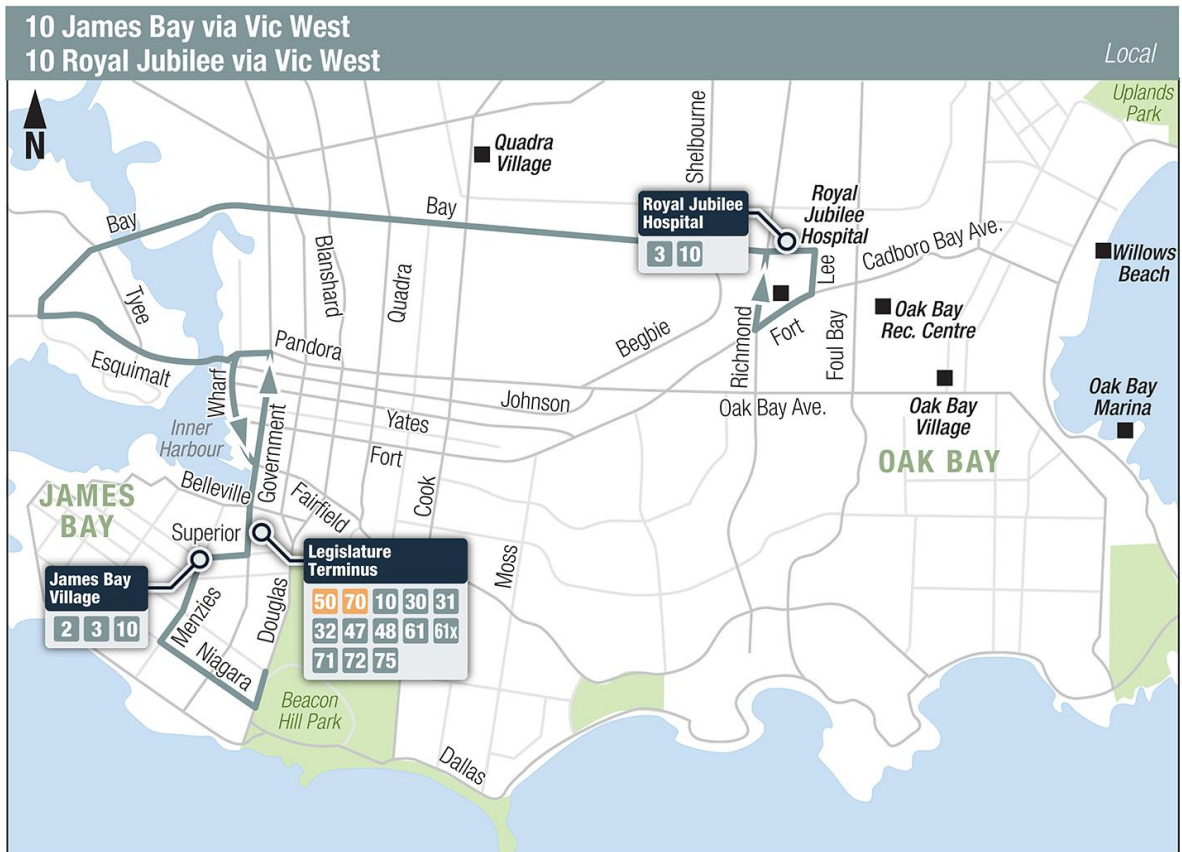 10 James Bay via Vic West
10 Royal Jubilee via Vic West
Local
Uplands
Park
N
Quadra
Village
Shelbourne
Royal Jubilee
Hospital
3 10
Royal
Jubilee
Hospital
Bay
Bay
Blanshard
Quadra
Cadboro Bay Ave.
Lee
Willows
Beach
Tyee
Oak Bay
Rec. Centre
Esquimalt
Pandora
Begbie
Richmond
Fort
Foul Bay
Wharf
Johnson
Oak Bay Ave.
Oak Bay
Village
Oak Bay
Marina
Inner
Harbour
Government
Yates
Fort
OAK BAY
JAMES
BAY
Belleville
Fairfield
Cook
Superior
Legislature
Terminus
50 70 10 30 31
32 47 48 61 61x
71 72 75
Moss
James Bay
Village
2 3 10
Menzies
Douglas
Niagara
Beacon
Hill Park
Dallas